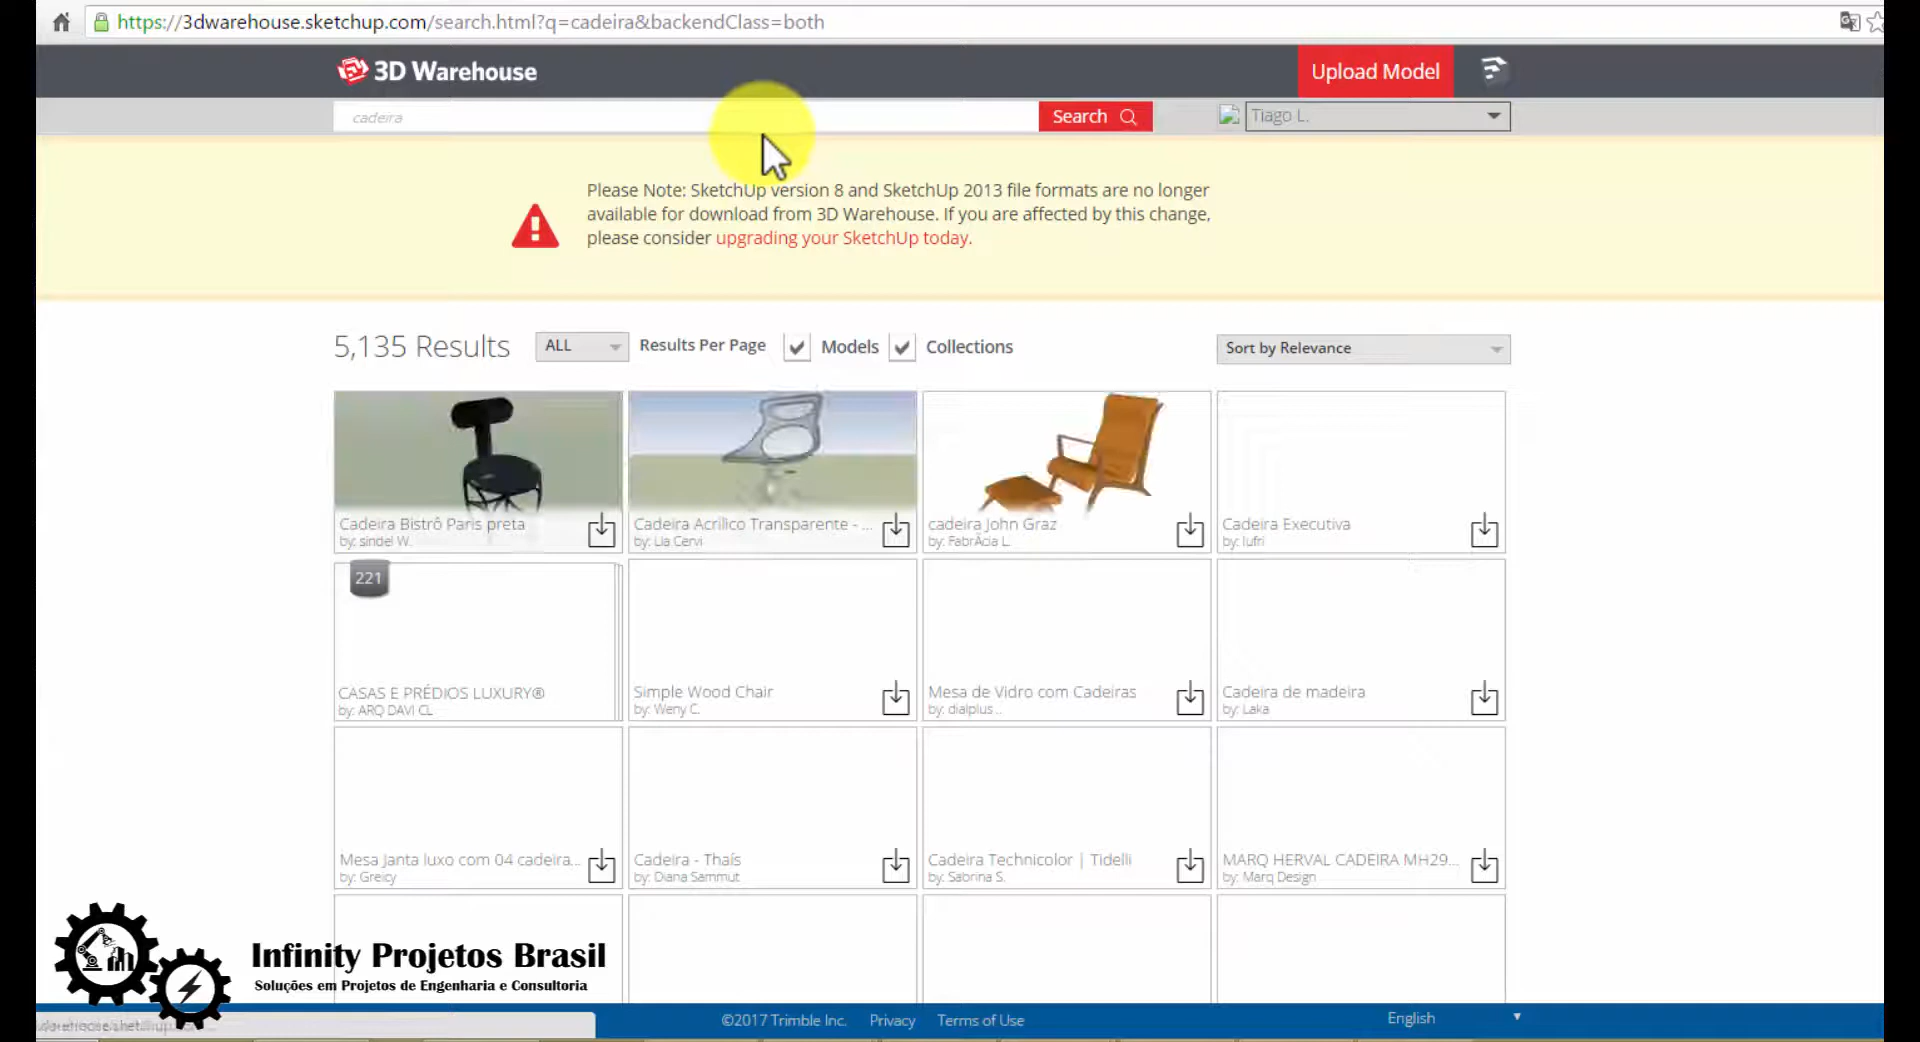 https://3dwarehouse.sketchup.com/search.html?q=cadeira&backendClass=both
3D Warehouse
Upload Model
cadeira
Search
Tiago L.
Please Note: SketchUp version 8 and SketchUp 2013 file formats are no longer
available for download from 3D Warehouse. If you are affected by this change,
please consider upgrading your SketchUp today.
5,135 Results
ALL
Results Per Page
Models
Collections
Sort by Relevance
Cadeira Bistrô Paris preta
by: sindel W.
Cadeira Acrilico Transparente - ...
by: Lia Cervi
cadeira John Graz
by: FabrÃcia L.
Cadeira Executiva
by: lufri
221
CASAS E PRÉDIOS LUXURY®
by: ARQ DAVI CL
Simple Wood Chair
by: Weny C.
Mesa de Vidro com Cadeiras
by: dialplus ..
Cadeira de madeira
by: Laka
Mesa Janta luxo com 04 cadeira...
by: Greicy
Cadeira - Thaís
by: Diana Sammut
Cadeira Technicolor | Tidelli
by: Sabrina S.
MARQ HERVAL CADEIRA MH29...
by: Marq Design
Infinity Projetos Brasil
Soluções em Projetos de Engenharia e Consultoria
©2017 Trimble Inc.
Privacy
Terms of Use
English